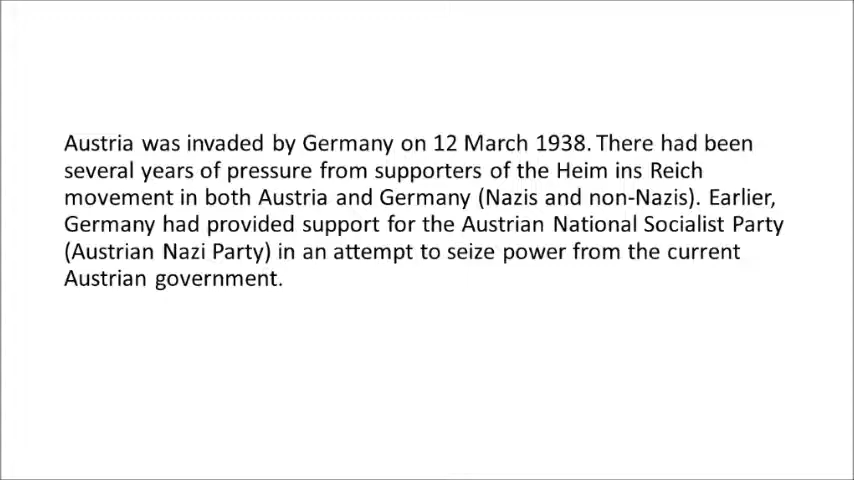 Austria was invaded by Germany on 12 March 1938. There had been
several years of pressure from supporters of the Heim ins Reich
movement in both Austria and Germany (Nazis and non-Nazis). Earlier,
Germany had provided support for the Austrian National Socialist Party
(Austrian Nazi Party) in an attempt to seize power from the current
Austrian government.